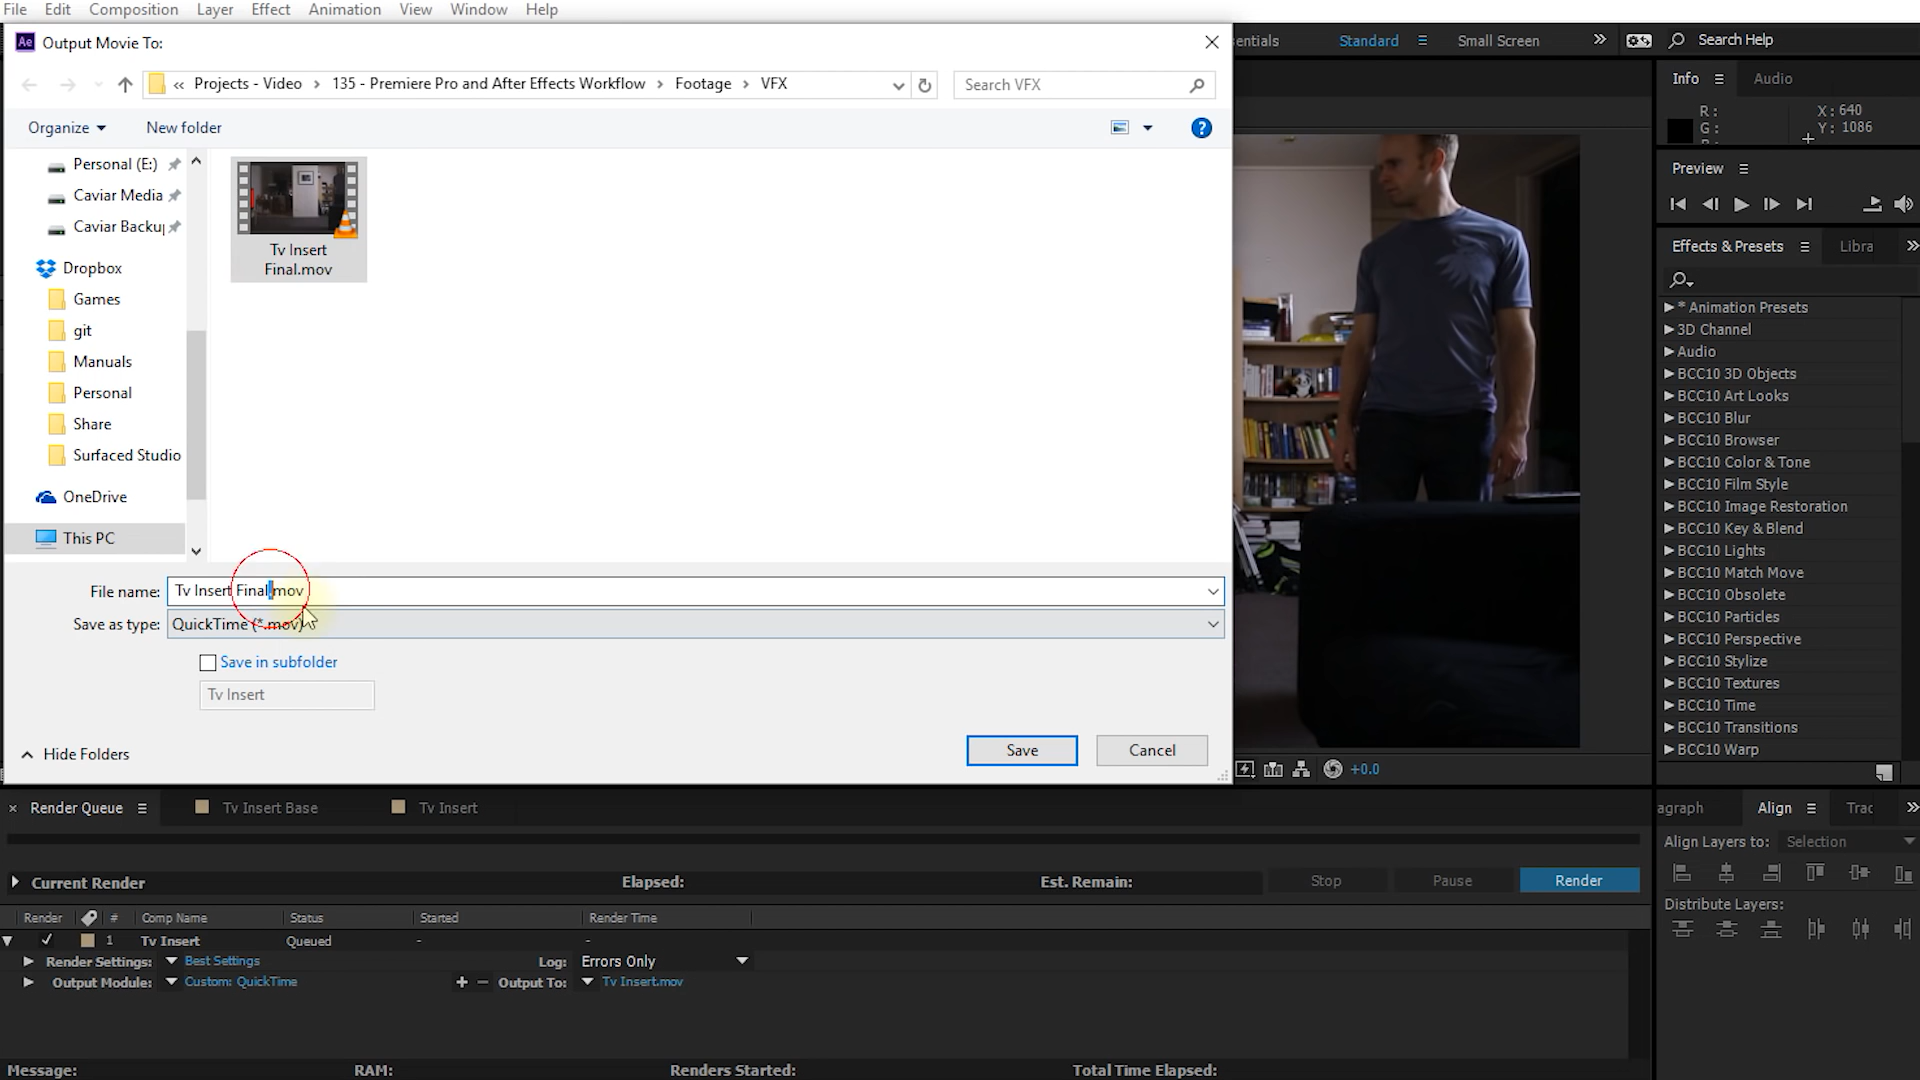 File Edit Composition Layer Effect Animation View Window Help
Ae Output Movie To:
entials Standard Small Screen Search Help
« Projects - Video › 135 - Premiere Pro and After Effects Workflow › Footage › VFX
Search VFX
Info Audio
R: X: 640
G: Y: 1086
Organize New folder
Personal (E:)
Caviar Media
Caviar Backu
Dropbox
Games
git
Manuals
Personal
Share
Surfaced Studio
OneDrive
This PC
Tv Insert
Final.mov
Preview
Effects & Presets Libra
* Animation Presets
3D Channel
Audio
BCC10 3D Objects
BCC10 Art Looks
BCC10 Blur
BCC10 Browser
BCC10 Color & Tone
BCC10 Film Style
BCC10 Image Restoration
BCC10 Key & Blend
BCC10 Lights
BCC10 Match Move
BCC10 Obsolete
BCC10 Particles
BCC10 Perspective
BCC10 Stylize
BCC10 Textures
BCC10 Time
BCC10 Transitions
BCC10 Warp
File name: Tv Insert Final.mov
Save as type: QuickTime (*.mov)
Save in subfolder
Tv Insert
Hide Folders Save Cancel
+0.0
Render Queue Tv Insert Base Tv Insert
agraph Align Trac
Align Layers to: Selection
Distribute Layers:
Current Render Elapsed: Est. Remain: Stop Pause Render
Render # Comp Name Status Started Render Time
1 Tv Insert Queued - -
Render Settings: Best Settings Log: Errors Only
Output Module: Custom: QuickTime + – Output To: Tv Insert.mov
Message: RAM: Renders Started: Total Time Elapsed: